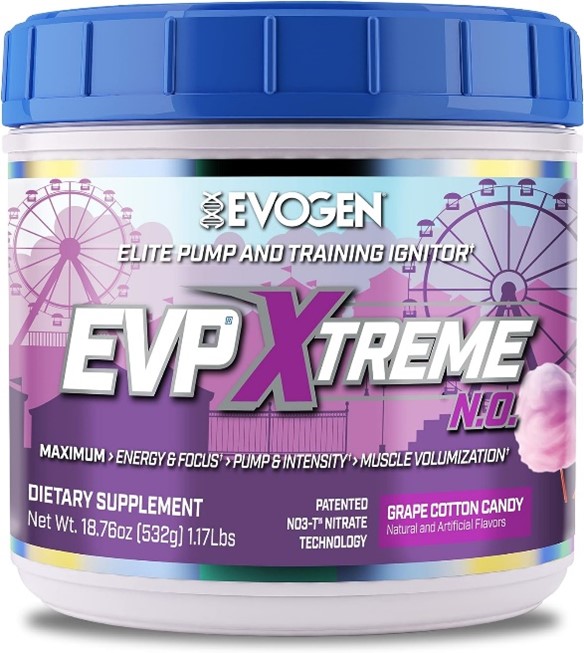 EVOGEN
ELITE PUMP AND TRAINING IGNITOR†
EVP® XTREME
N.O.
MAXIMUM › ENERGY & FOCUS† › PUMP & INTENSITY† › MUSCLE VOLUMIZATION†
DIETARY SUPPLEMENT
Net Wt. 18.76oz (532g) 1.17Lbs
PATENTED
NO3-T® NITRATE
TECHNOLOGY
GRAPE COTTON CANDY
Natural and Artificial Flavors